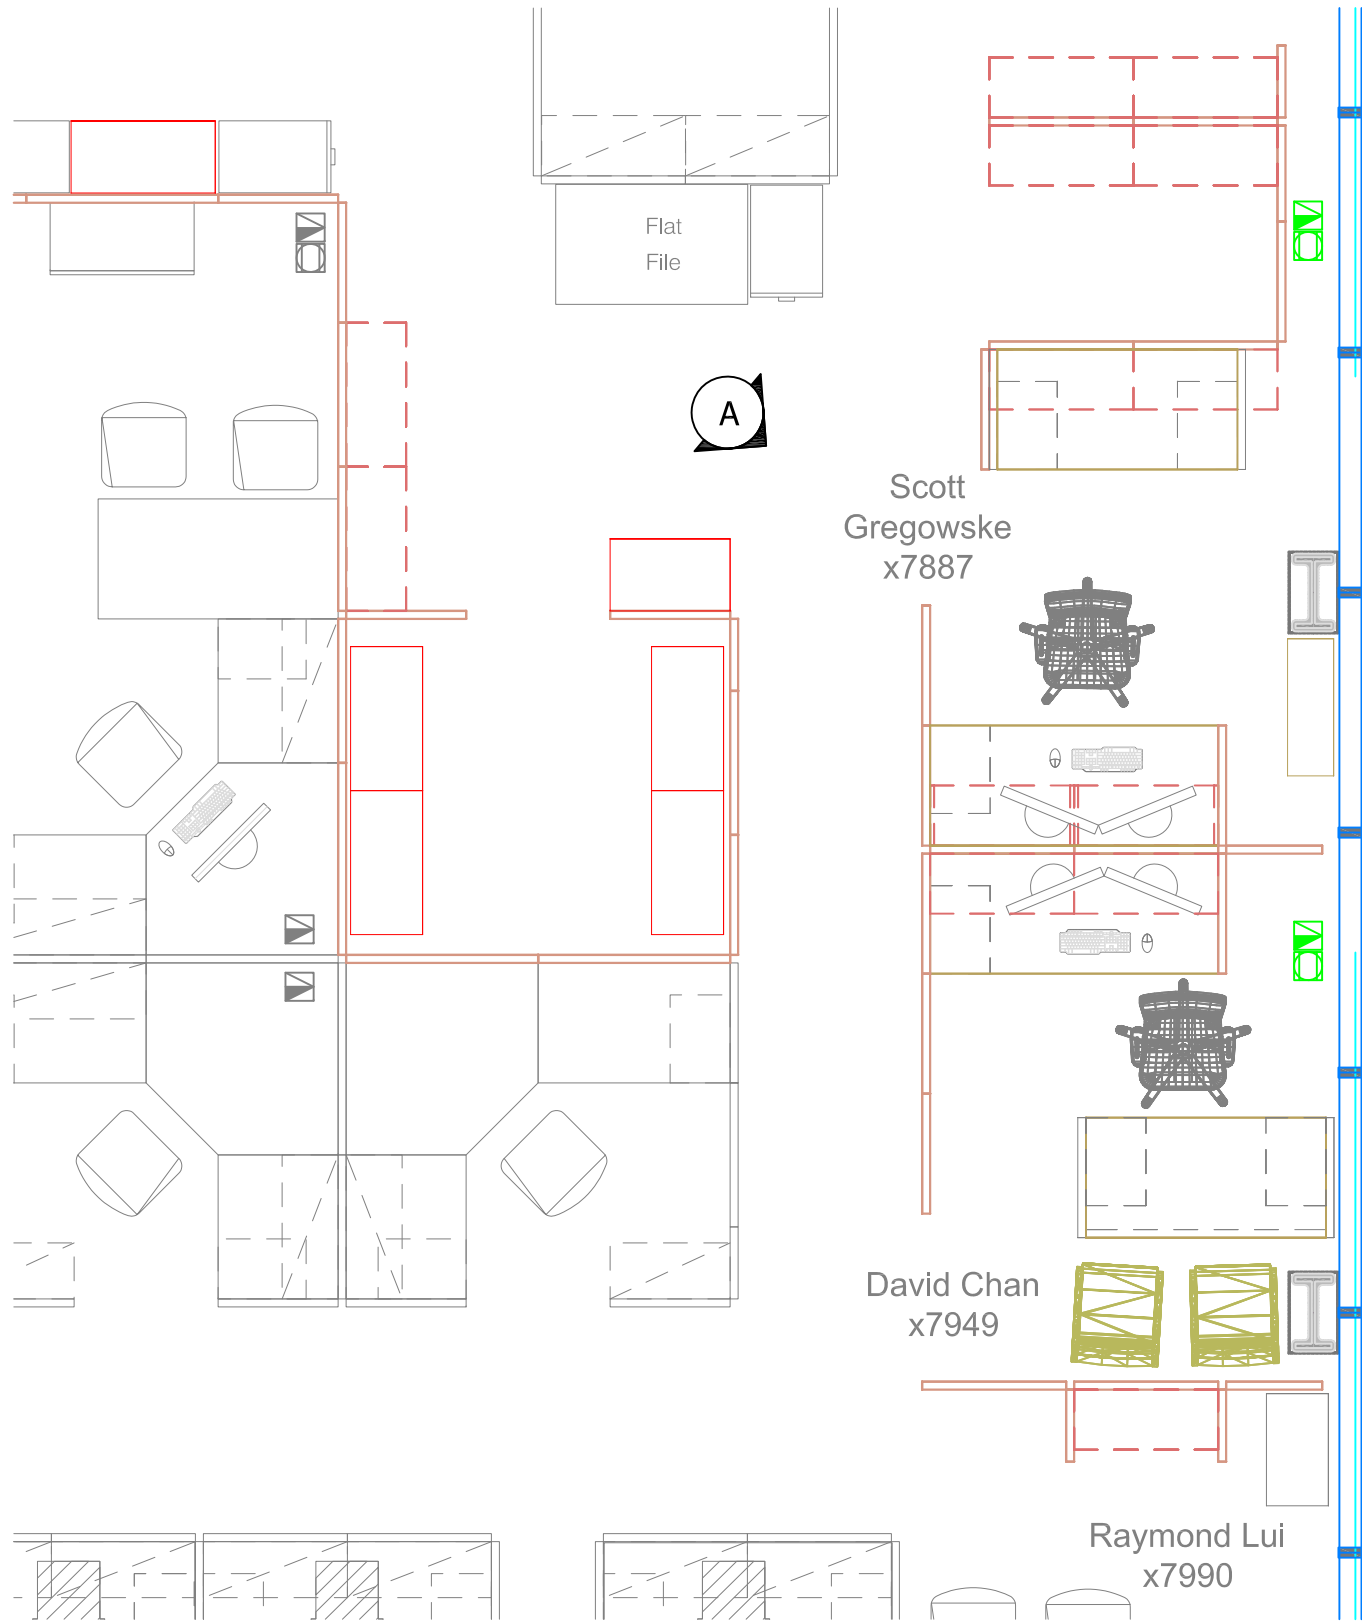 Flat
File
A
Scott
Gregowske
x7887
David Chan
x7949
Raymond Lui
x7990